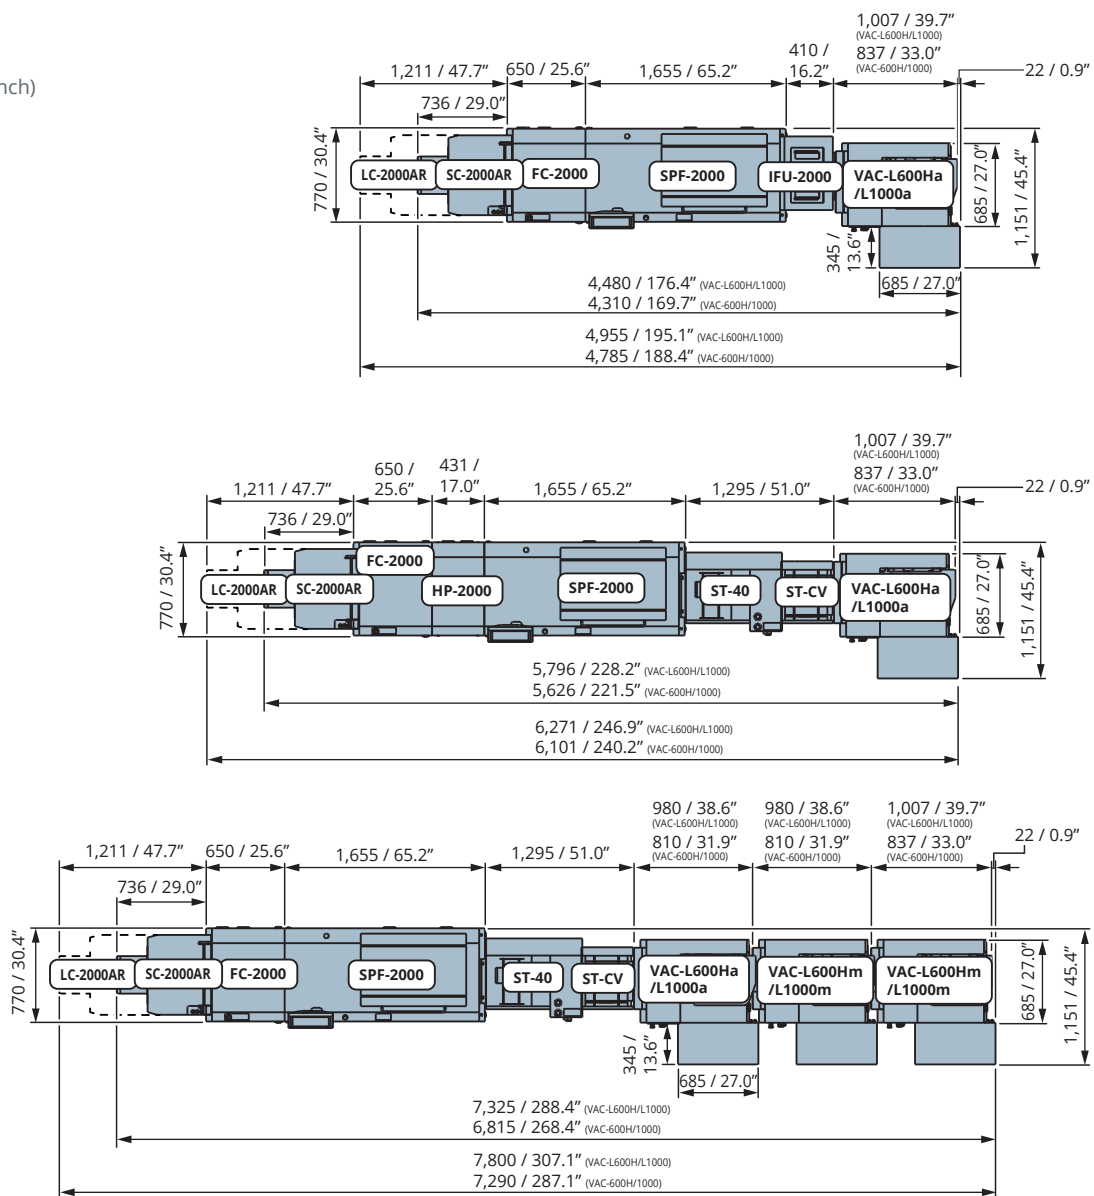 nch)
1,007 / 39.7”
(VAC-L600H/L1000)
837 / 33.0”
(VAC-600H/1000)
410 /
16.2”
1,211 / 47.7”
650 / 25.6”
1,655 / 65.2”
22 / 0.9”
736 / 29.0”
770 / 30.4”
LC-2000AR
SC-2000AR
FC-2000
SPF-2000
IFU-2000
VAC-L600Ha
/L1000a
685 / 27.0”
1,151 / 45.4”
345 /
13.6”
685 / 27.0”
4,480 / 176.4” (VAC-L600H/L1000)
4,310 / 169.7” (VAC-600H/1000)
4,955 / 195.1” (VAC-L600H/L1000)
4,785 / 188.4” (VAC-600H/1000)
1,007 / 39.7”
(VAC-L600H/L1000)
837 / 33.0”
(VAC-600H/1000)
650 /
25.6”
431 /
17.0”
1,211 / 47.7”
1,655 / 65.2”
1,295 / 51.0”
22 / 0.9”
736 / 29.0”
770 / 30.4”
LC-2000AR
SC-2000AR
FC-2000
HP-2000
SPF-2000
ST-40
ST-CV
VAC-L600Ha
/L1000a
685 / 27.0”
1,151 / 45.4”
5,796 / 228.2” (VAC-L600H/L1000)
5,626 / 221.5” (VAC-600H/1000)
6,271 / 246.9” (VAC-L600H/L1000)
6,101 / 240.2” (VAC-600H/1000)
980 / 38.6”
(VAC-L600H/L1000)
810 / 31.9”
(VAC-600H/1000)
980 / 38.6”
(VAC-L600H/L1000)
810 / 31.9”
(VAC-600H/1000)
1,007 / 39.7”
(VAC-L600H/L1000)
837 / 33.0”
(VAC-600H/1000)
22 / 0.9”
1,211 / 47.7”
650 / 25.6”
1,655 / 65.2”
1,295 / 51.0”
736 / 29.0”
770 / 30.4”
LC-2000AR
SC-2000AR
FC-2000
SPF-2000
ST-40
ST-CV
VAC-L600Ha
/L1000a
VAC-L600Hm
/L1000m
VAC-L600Hm
/L1000m
685 / 27.0”
1,151 / 45.4”
345 /
13.6”
685 / 27.0”
7,325 / 288.4” (VAC-L600H/L1000)
6,815 / 268.4” (VAC-600H/1000)
7,800 / 307.1” (VAC-L600H/L1000)
7,290 / 287.1” (VAC-600H/1000)